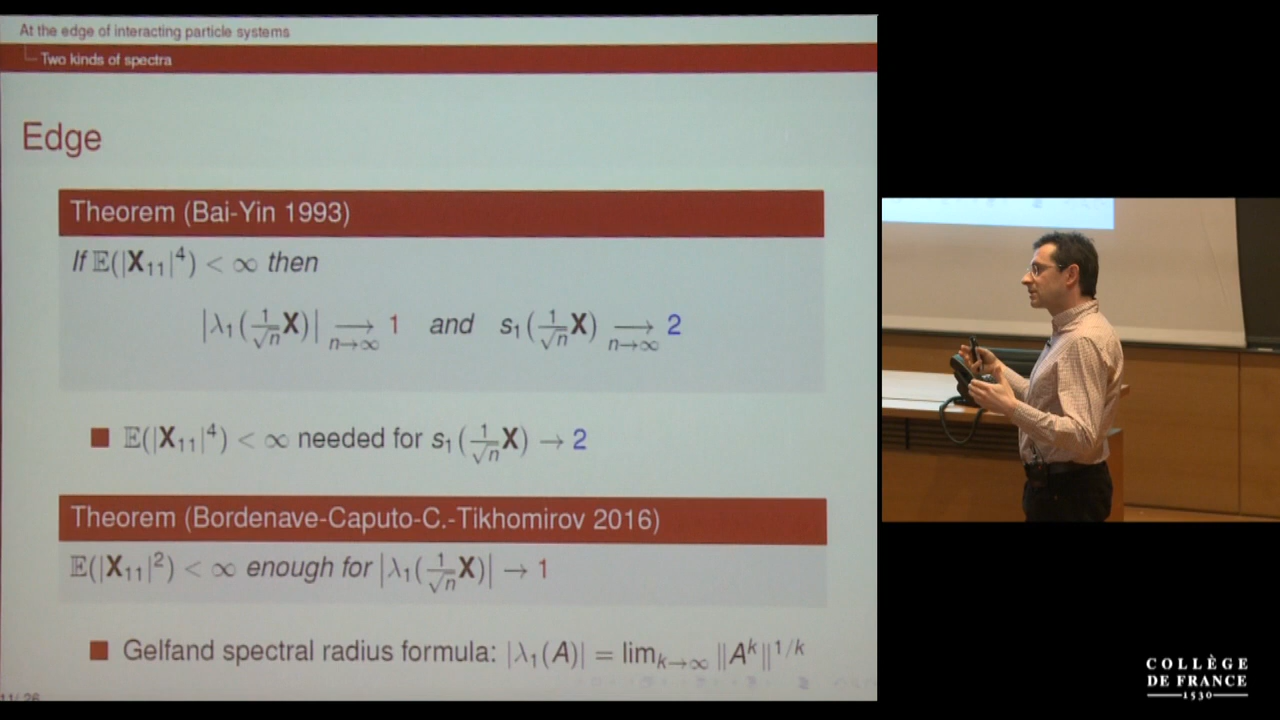 At the edge of interacting particle systems
Two kinds of spectra
Edge
Theorem (Bai-Yin 1993)
If 𝔼(|X₁₁|⁴) < ∞ then
|λ₁(1/√n X)| →_{n→∞} 1 and s₁(1/√n X) →_{n→∞} 2
𝔼(|X₁₁|⁴) < ∞ needed for s₁(1/√n X) → 2
Theorem (Bordenave-Caputo-C.-Tikhomirov 2016)
𝔼(|X₁₁|²) < ∞ enough for |λ₁(1/√n X)| → 1
Gelfand spectral radius formula: |λ₁(A)| = lim_{k→∞} ‖Aᵏ‖^{1/k}
11/26
COLLÈGE
DE FRANCE
1530